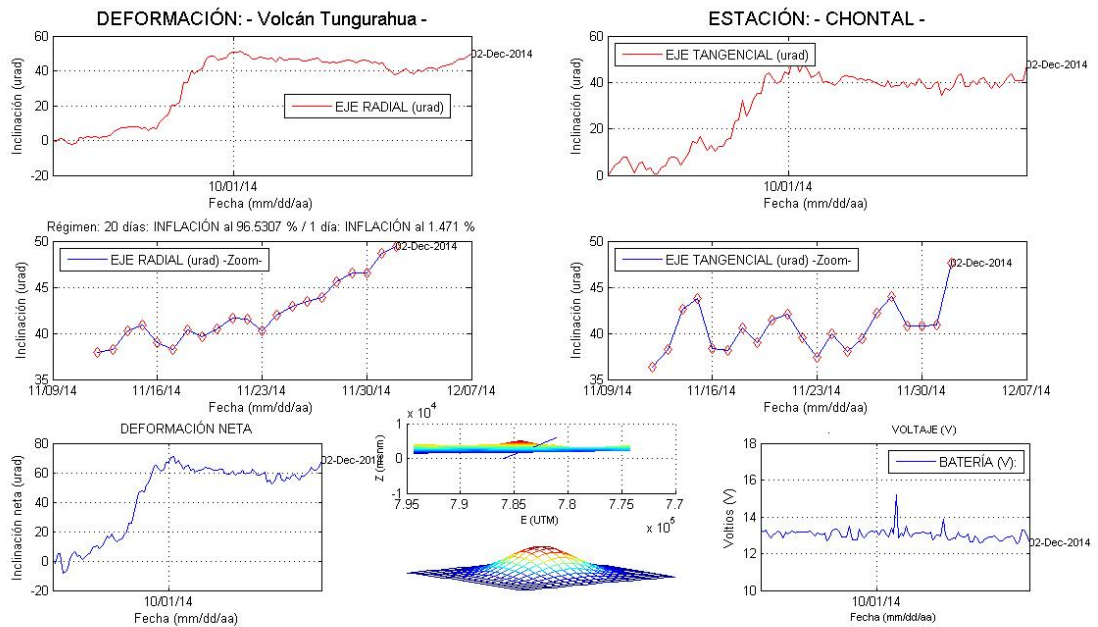 DEFORMACIÓN: - Volcán Tungurahua -
60
40
20
0
-20
Inclinación (urad)
EJE RADIAL (urad)
02-Dec-2014
10/01/14
Fecha (mm/dd/aa)
ESTACIÓN: - CHONTAL -
60
40
20
0
Inclinación (urad)
EJE TANGENCIAL (urad)
02-Dec-2014
10/01/14
Fecha (mm/dd/aa)
Régimen: 20 días: INFLACIÓN al 96.5307 % / 1 día: INFLACIÓN al 1.471 %
50
45
40
35
Inclinación (urad)
EJE RADIAL (urad) -Zoom-
02-Dec-2014
11/09/14 11/16/14 11/23/14 11/30/14 12/07/14
Fecha (mm/dd/aa)
50
45
40
35
Inclinación (urad)
EJE TANGENCIAL (urad) -Zoom-
02-Dec-2014
11/09/14 11/16/14 11/23/14 11/30/14 12/07/14
Fecha (mm/dd/aa)
DEFORMACIÓN NETA
80
60
40
20
0
-20
Inclinación neta (urad)
02-Dec-2014
10/01/14
Fecha (mm/dd/aa)
x 10^4
1
0
-1
Z (msnm)
7.95 7.9 7.85 7.8 7.75 7.7
E (UTM)
x 10^5
VOLTAJE (V)
18
16
14
12
10
Voltios (V)
BATERÍA (V):
02-Dec-2014
10/01/14
Fecha (mm/dd/aa)